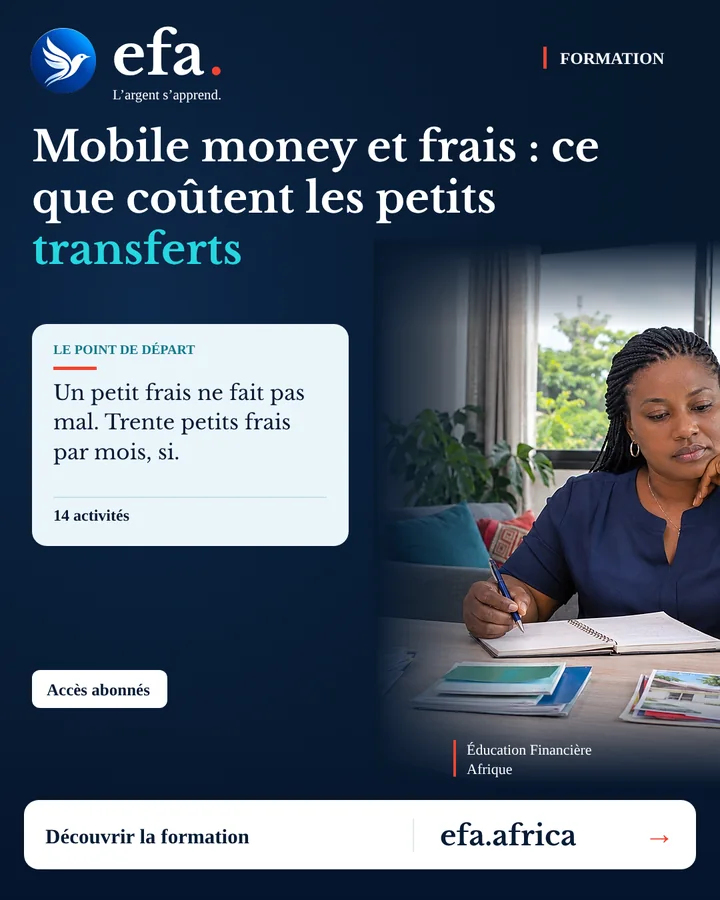 efa.
L’argent s’apprend.
FORMATION
Mobile money et frais : ce
que coûtent les petits
transferts
LE POINT DE DÉPART
Un petit frais ne fait pas
mal. Trente petits frais
par mois, si.
14 activités
Accès abonnés
Éducation Financière
Afrique
Découvrir la formation
efa.africa →